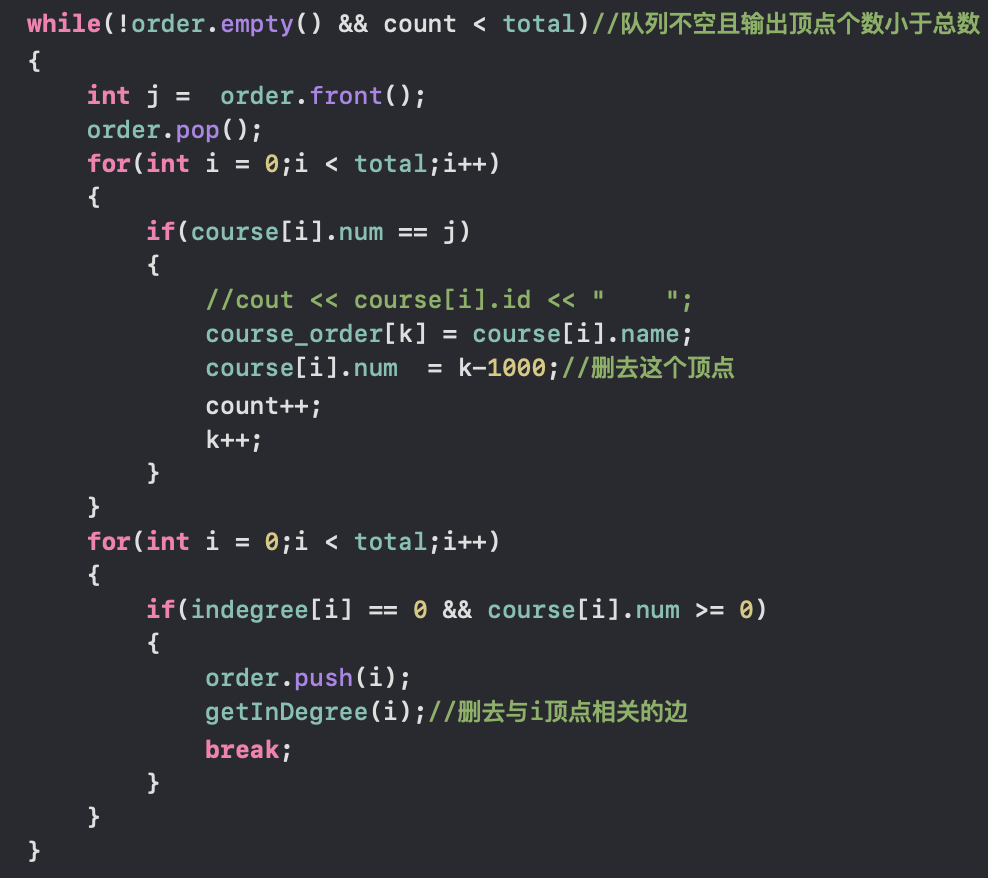 while(!order.empty() && count < total)//队列不空且输出顶点个数小于总数
{
    int j =  order.front();
    order.pop();
    for(int i = 0;i < total;i++)
    {
        if(course[i].num == j)
        {
            //cout << course[i].id << "    ";
            course_order[k] = course[i].name;
            course[i].num  = k-1000;//删去这个顶点
            count++;
            k++;
        }
    }
    for(int i = 0;i < total;i++)
    {
        if(indegree[i] == 0 && course[i].num >= 0)
        {
            order.push(i);
            getInDegree(i);//删去与i顶点相关的边
            break;
        }
    }
}